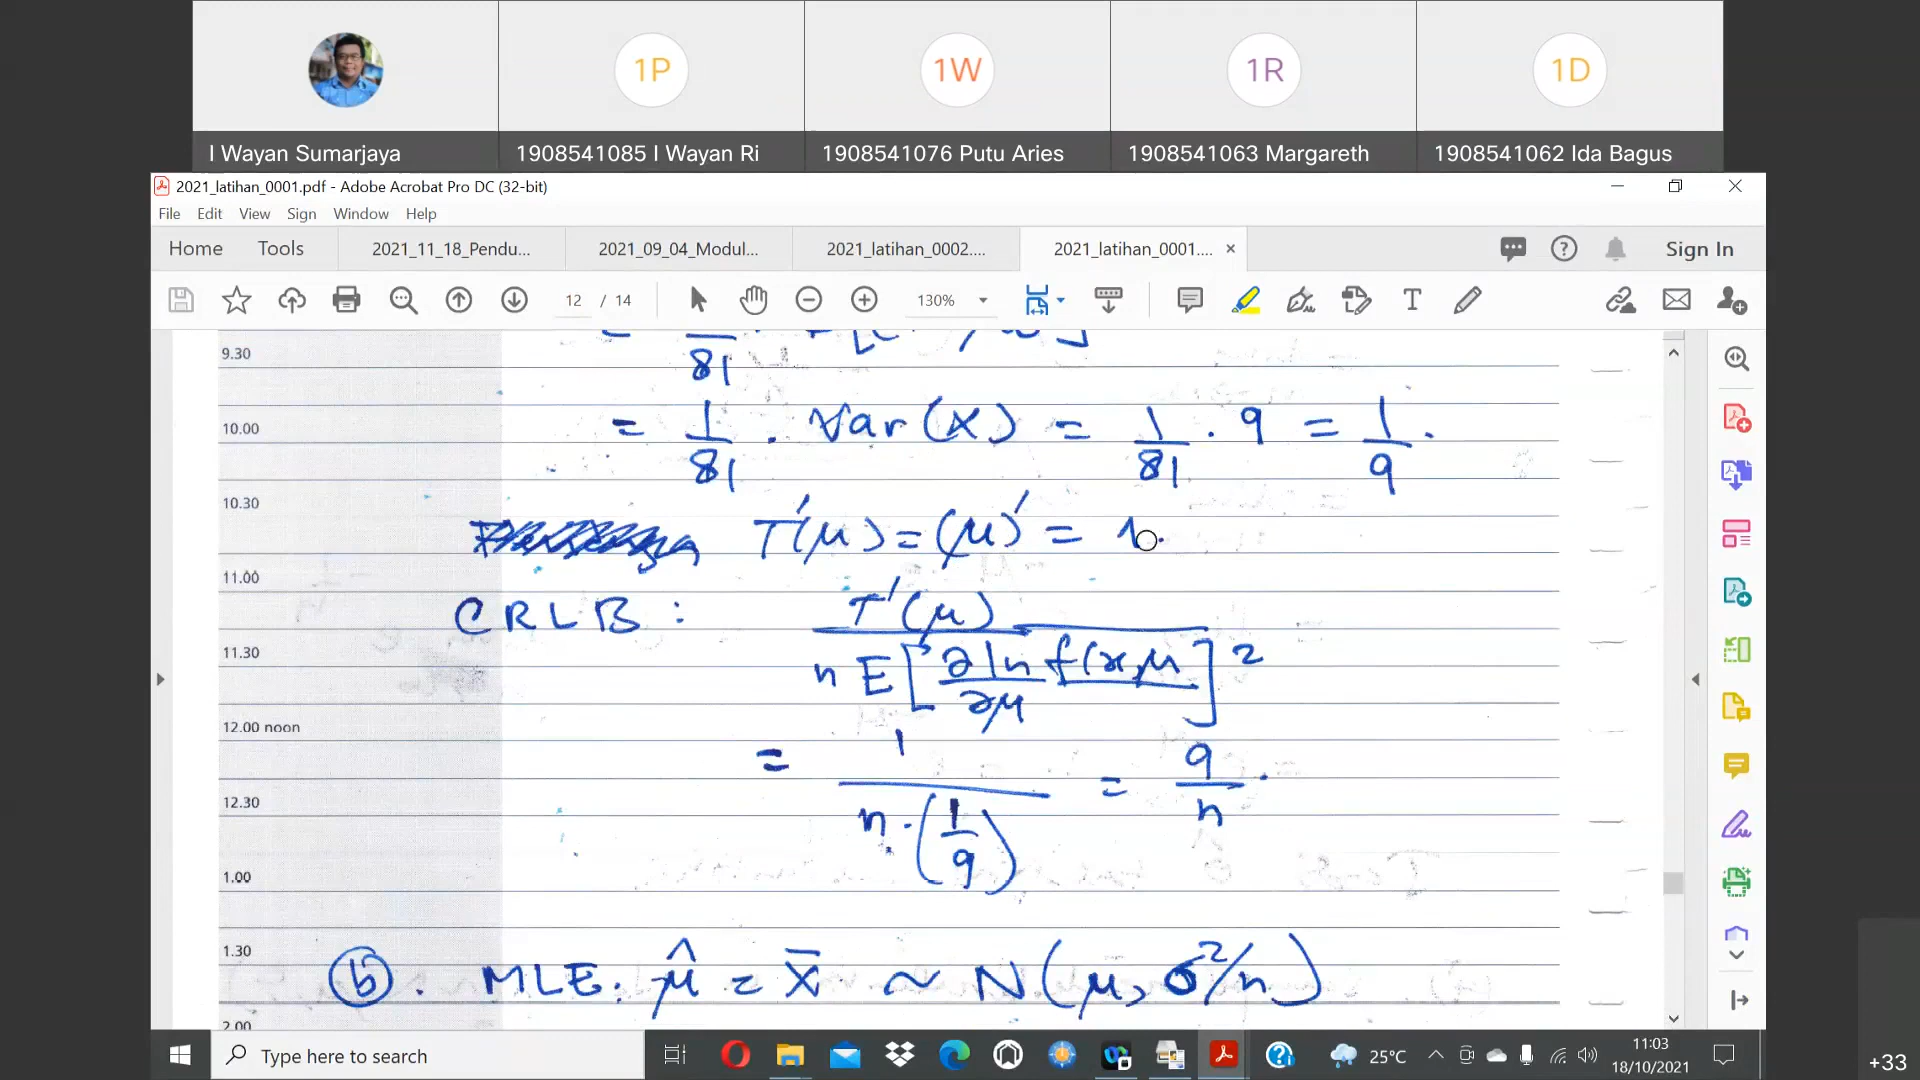 1P
1W
1R
1D
I Wayan Sumarjaya
1908541085 I Wayan Ri
1908541076 Putu Aries
1908541063 Margareth
1908541062 Ida Bagus
2021_latihan_0001.pdf - Adobe Acrobat Pro DC (32-bit)
File Edit View Sign Window Help
Home Tools 2021_11_18_Pendu... 2021_09_04_Modul... 2021_latihan_0002.... 2021_latihan_0001.... × Sign In
12 / 14 130%
9.30
81
10.00 = 1/81 . Var(X) = 1/81 . 9 = 1/9 .
10.30 T'(μ) = (μ)' = 1.
11.00 CRLB : T'(μ)
11.30 n E[∂ ln f(x,μ / ∂μ]²
12.00 noon = 1
12.30 n.(1/9) = 9/n .
1.00
1.30 (b). MLE: μ̂ = X̄ ~ N(μ, σ²/n)
2.00
Type here to search
25°C
11:03
18/10/2021
+33